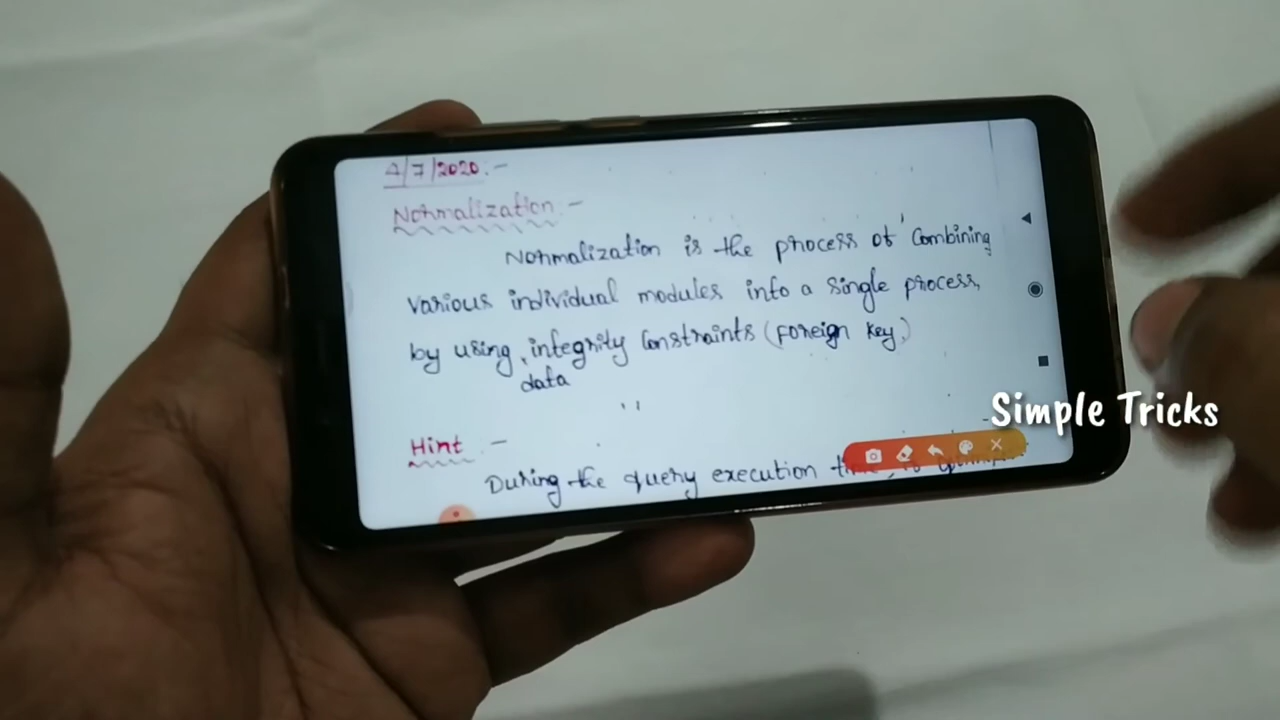 4/7/2020:-
Normalization:-
Normalization is the process of combining
various individual modules into a single process,
by using, integrity constraints (foreign key,)
data
Hint :-
During the query execution
Simple Tricks